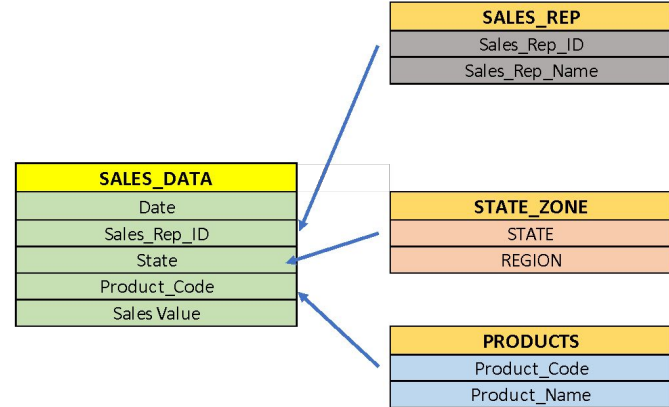 SALES_REP
Sales_Rep_ID
Sales_Rep_Name
SALES_DATA
Date
Sales_Rep_ID
State
Product_Code
Sales Value
STATE_ZONE
STATE
REGION
PRODUCTS
Product_Code
Product_Name